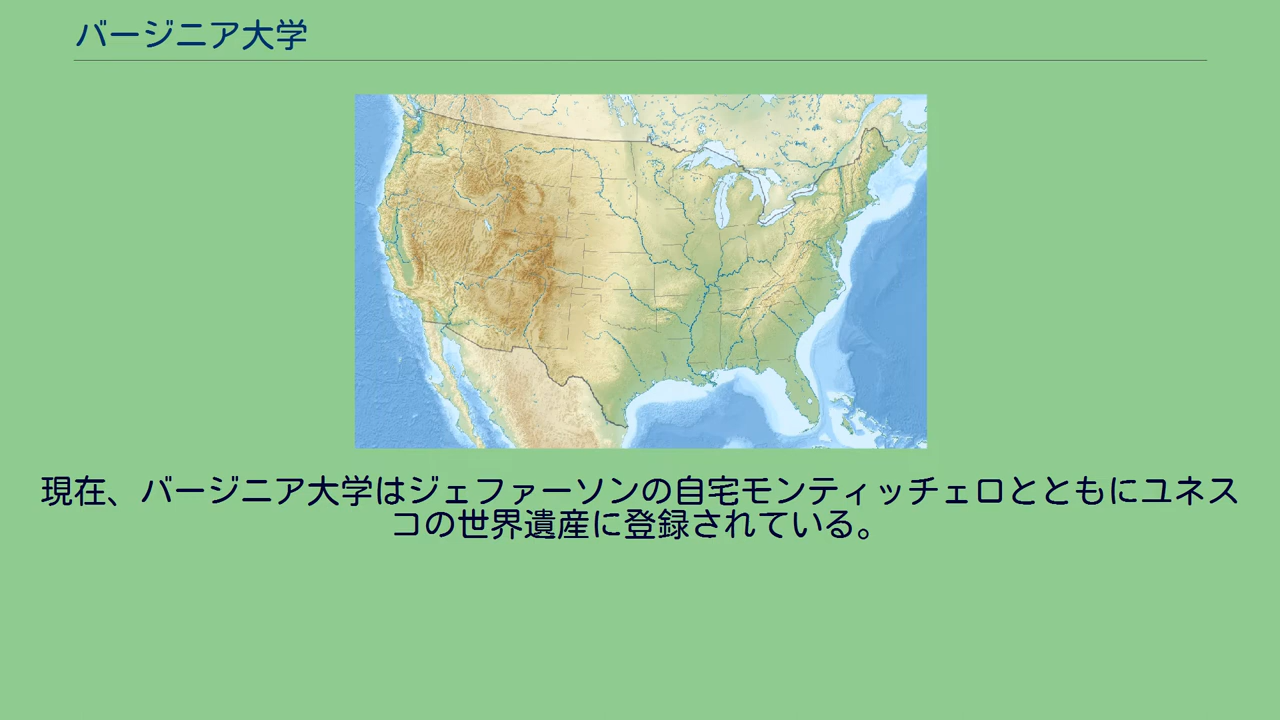 バージニア大学
現在、バージニア大学はジェファーソンの自宅モンティッチェロとともにユネス
コの世界遺産に登録されている。